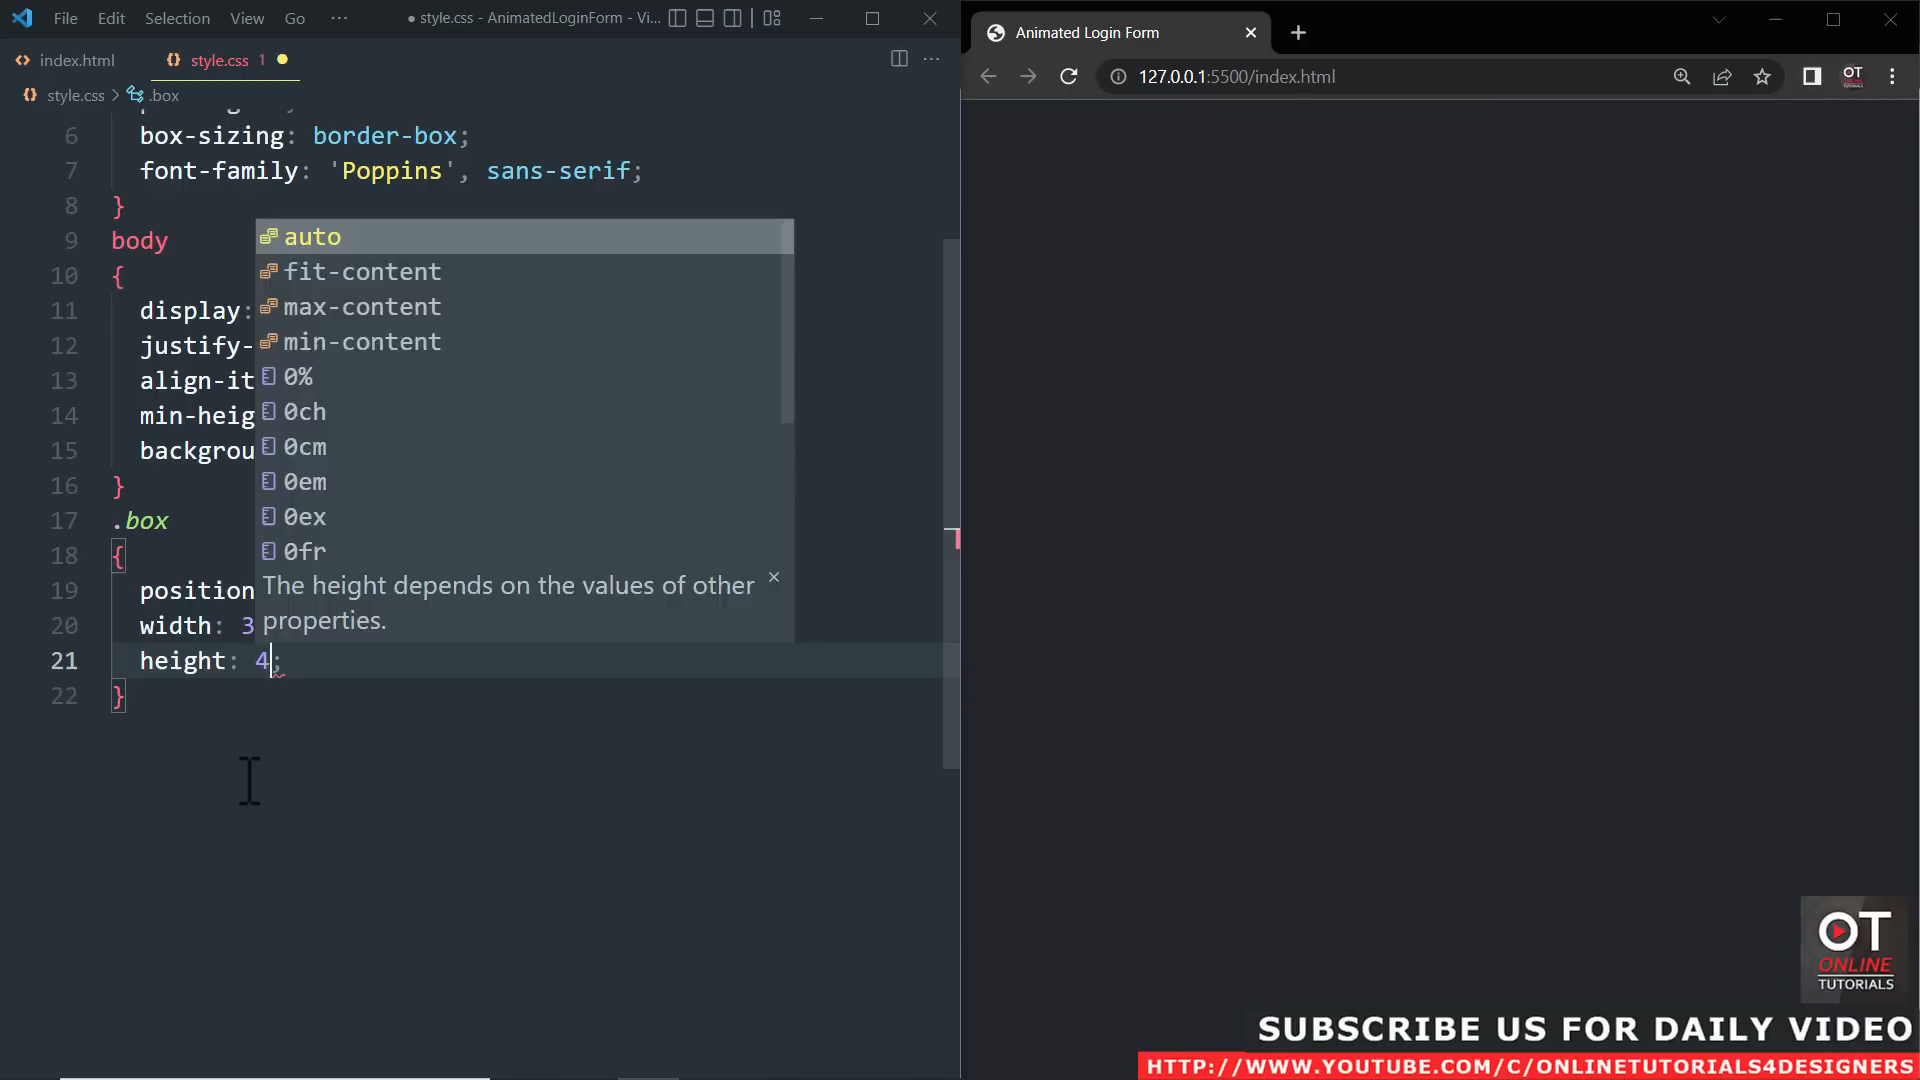 File Edit Selection View Go ··· ● style.css - AnimatedLoginForm - Vi...
index.html style.css 1
style.css > .box
6 box-sizing: border-box;
7 font-family: 'Poppins', sans-serif;
8 }
9 body
10 {
11 display:
12 justify-
13 align-it
14 min-heig
15 backgrou
16 }
17 .box
18 {
19 position
20 width: 3
21 height: 4;
22 }
auto
fit-content
max-content
min-content
0%
0ch
0cm
0em
0ex
0fr
The height depends on the values of other
properties.
Animated Login Form
127.0.0.1:5500/index.html
OT
ONLINE
TUTORIALS
SUBSCRIBE US FOR DAILY VIDEO
HTTP://WWW.YOUTUBE.COM/C/ONLINETUTORIALS4DESIGNERS